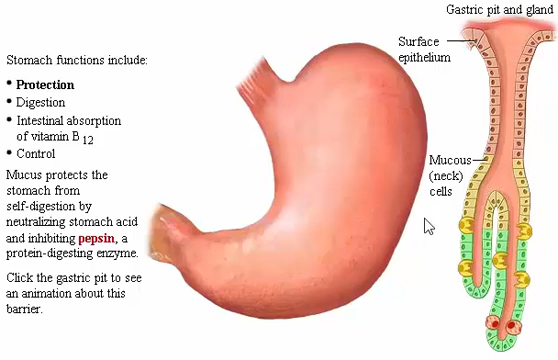 Gastric pit and gland
Surface
epithelium
Stomach functions include:
• Protection
• Digestion
• Intestinal absorption
of vitamin B 12
• Control
Mucous
(neck)
cells
Mucus protects the
stomach from
self-digestion by
neutralizing stomach acid
and inhibiting pepsin, a
protein-digesting enzyme.
Click the gastric pit to see
an animation about this
barrier.